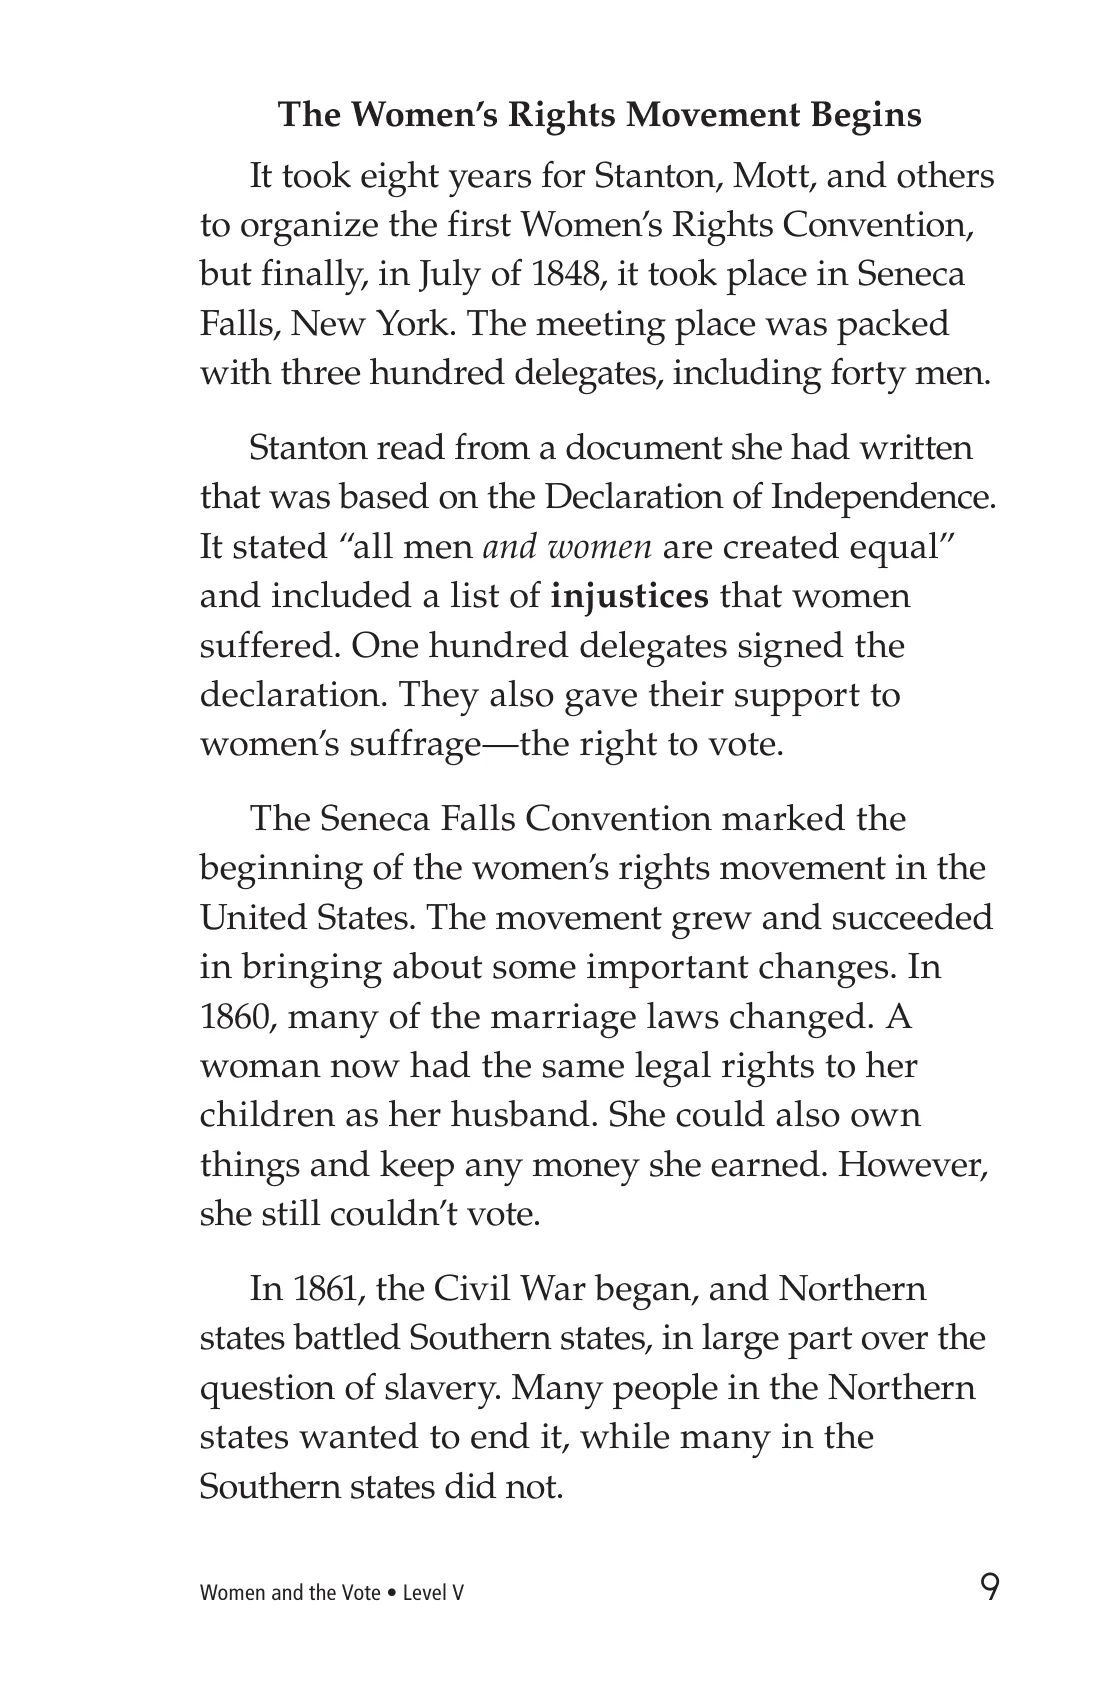 The Women’s Rights Movement Begins
It took eight years for Stanton, Mott, and others
to organize the first Women’s Rights Convention,
but finally, in July of 1848, it took place in Seneca
Falls, New York. The meeting place was packed
with three hundred delegates, including forty men.
Stanton read from a document she had written
that was based on the Declaration of Independence.
It stated “all men and women are created equal”
and included a list of injustices that women
suffered. One hundred delegates signed the
declaration. They also gave their support to
women’s suffrage—the right to vote.
The Seneca Falls Convention marked the
beginning of the women’s rights movement in the
United States. The movement grew and succeeded
in bringing about some important changes. In
1860, many of the marriage laws changed. A
woman now had the same legal rights to her
children as her husband. She could also own
things and keep any money she earned. However,
she still couldn’t vote.
In 1861, the Civil War began, and Northern
states battled Southern states, in large part over the
question of slavery. Many people in the Northern
states wanted to end it, while many in the
Southern states did not.
Women and the Vote • Level V
9